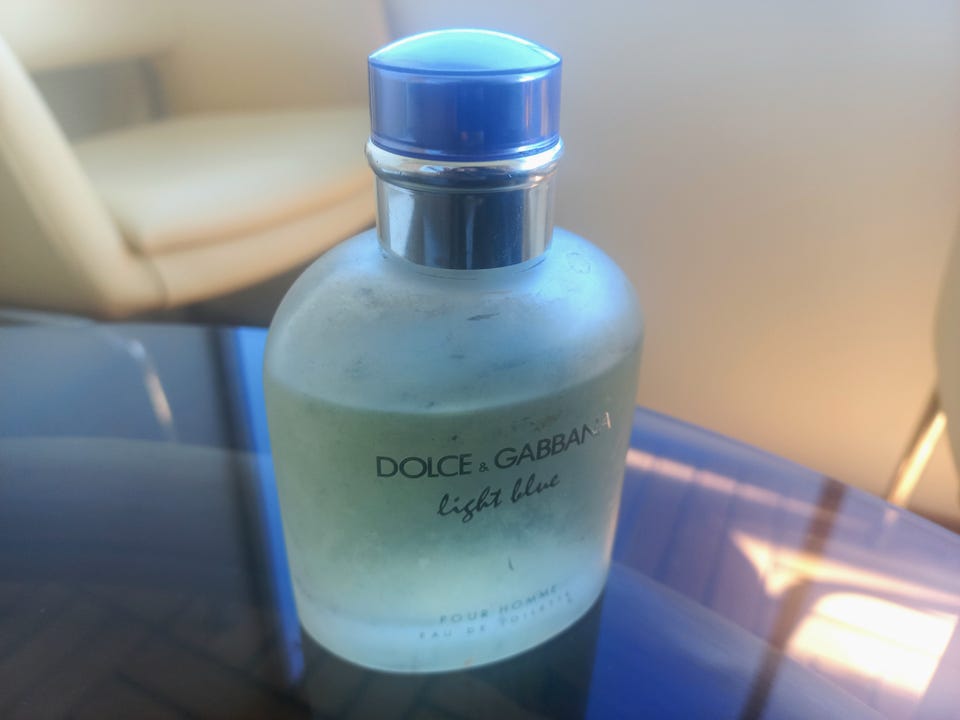 DOLCE & GABBANA
light blue
POUR HOMME
EAU DE TOILETTE